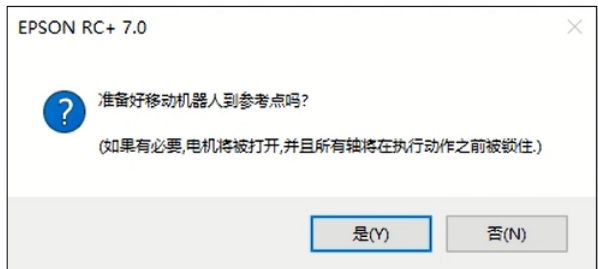 EPSON RC+ 7.0
准备好移动机器人到参考点吗?
(如果有必要,电机将被打开,并且所有轴将在执行动作之前被锁住.)
是(Y)
否(N)